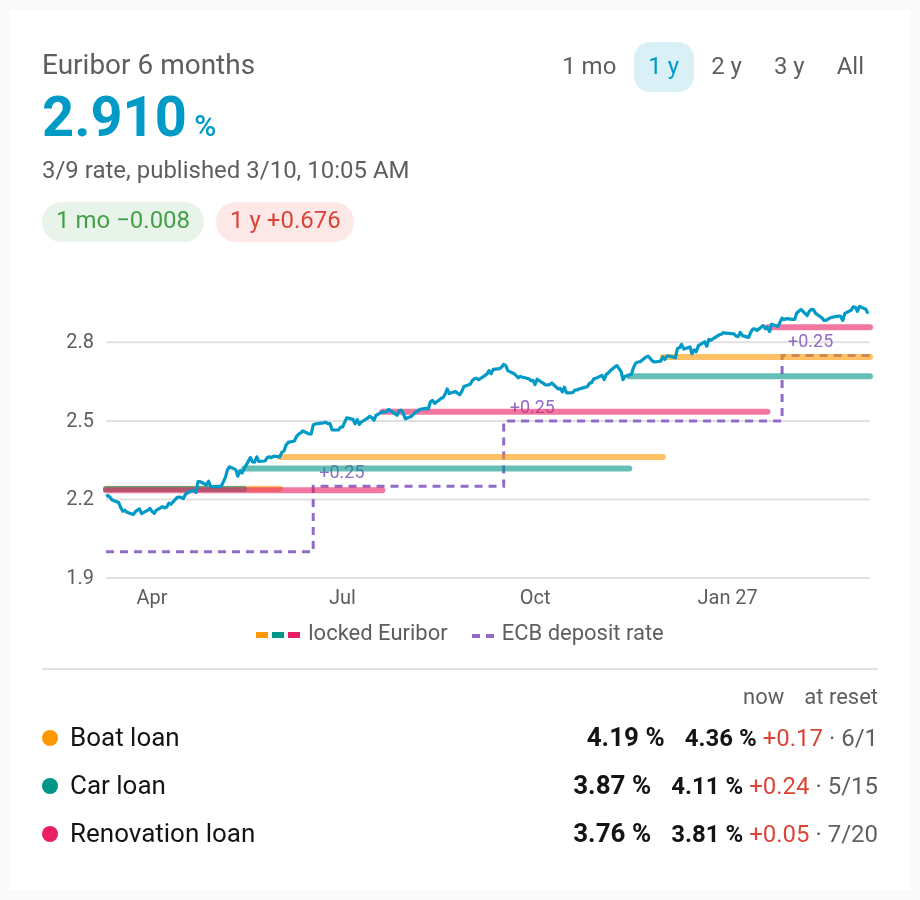 Euribor 6 months
1 mo 1 y 2 y 3 y All
2.910 %
3/9 rate, published 3/10, 10:05 AM
1 mo −0.008 1 y +0.676
2.8
2.5
2.2
1.9
+0.25
+0.25
+0.25
Apr Jul Oct Jan 27
locked Euribor ECB deposit rate
now at reset
Boat loan 4.19 % 4.36 % +0.17 · 6/1
Car loan 3.87 % 4.11 % +0.24 · 5/15
Renovation loan 3.76 % 3.81 % +0.05 · 7/20